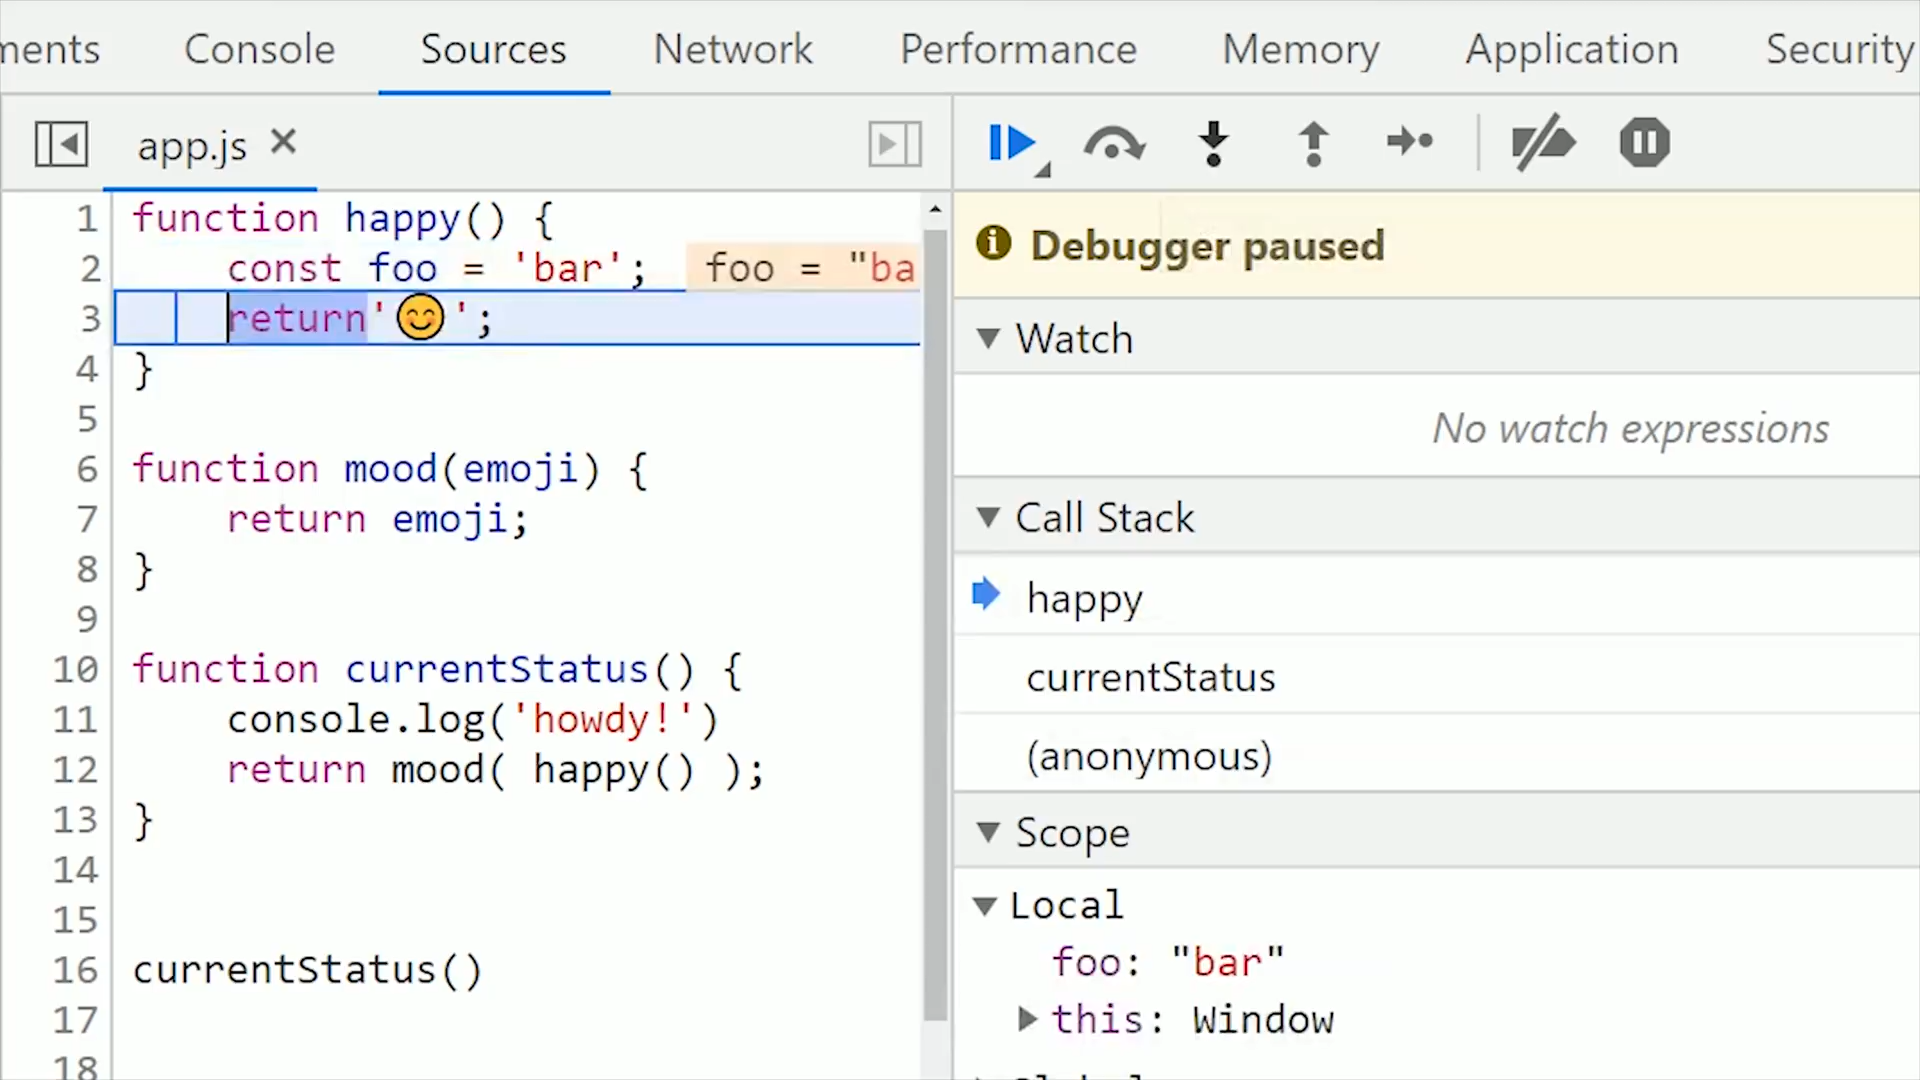 ments Console Sources Network Performance Memory Application Security
app.js
1 function happy() {
2 const foo = 'bar'; foo = "ba
3 return'😊';
4 }
5
6 function mood(emoji) {
7 return emoji;
8 }
9
10 function currentStatus() {
11 console.log('howdy!')
12 return mood( happy() );
13 }
14
15
16 currentStatus()
17
18
Debugger paused
Watch
No watch expressions
Call Stack
happy
currentStatus
(anonymous)
Scope
Local
foo: "bar"
this: Window